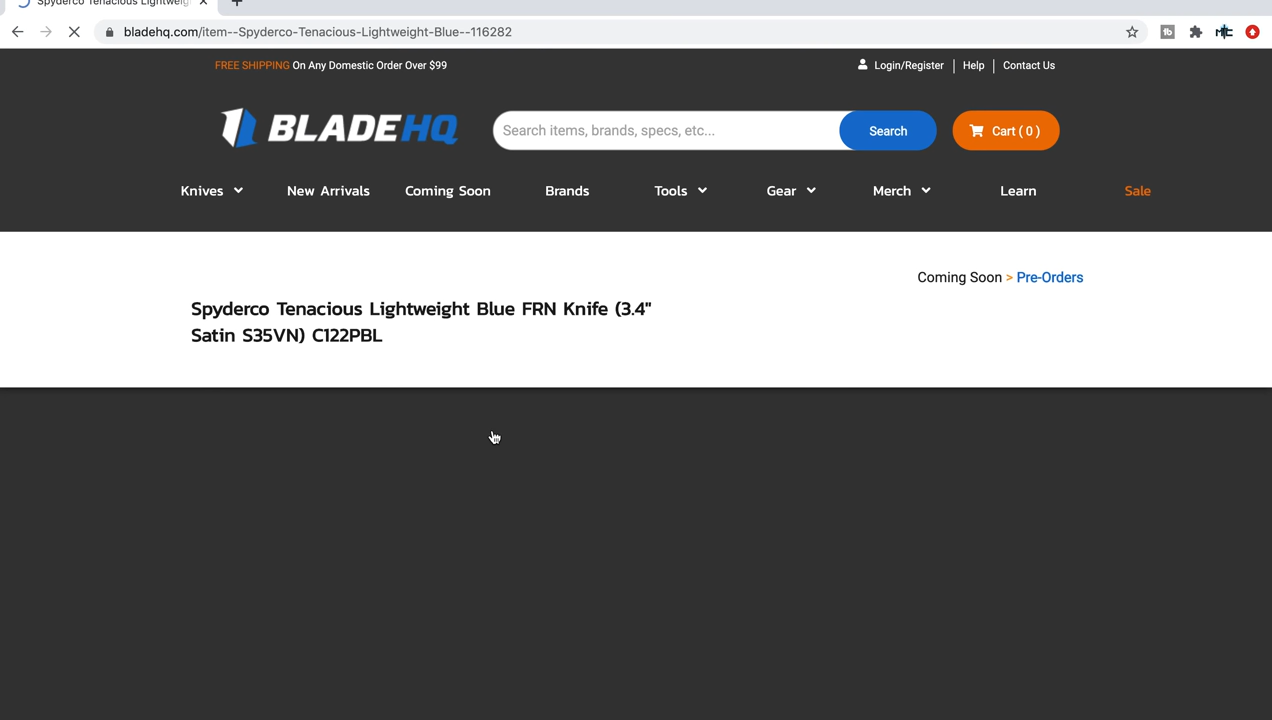 Spyderco Tenacious Lightweig
bladehq.com/item--Spyderco-Tenacious-Lightweight-Blue--116282
FREE SHIPPING On Any Domestic Order Over $99
Login/Register
Help
Contact Us
BLADEHQ
Search items, brands, specs, etc...
Search
Cart ( 0 )
Knives
New Arrivals
Coming Soon
Brands
Tools
Gear
Merch
Learn
Sale
Coming Soon > Pre-Orders
Spyderco Tenacious Lightweight Blue FRN Knife (3.4"
Satin S35VN) C122PBL